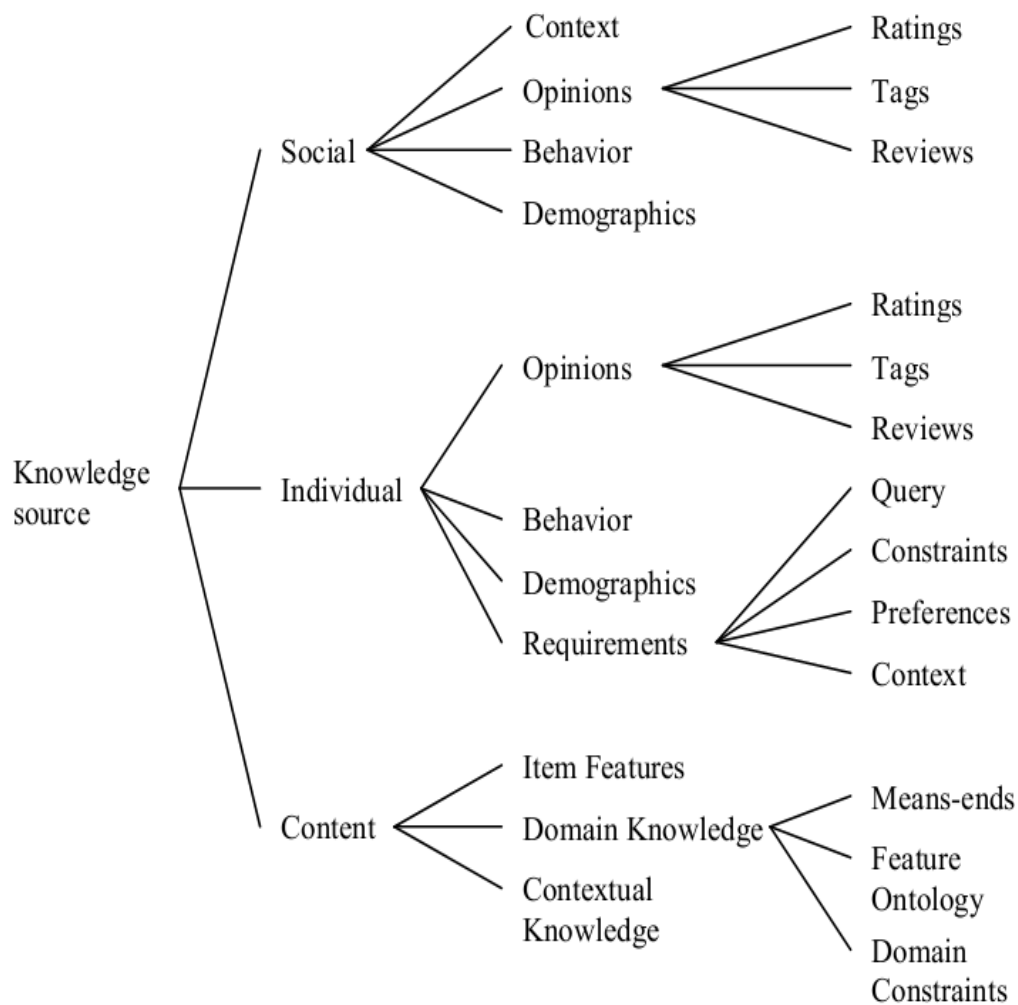 Knowledge
source
Social
Context
Opinions
Ratings
Tags
Reviews
Behavior
Demographics
Individual
Opinions
Ratings
Tags
Reviews
Behavior
Demographics
Requirements
Query
Constraints
Preferences
Context
Content
Item Features
Domain Knowledge
Means-ends
Feature
Ontology
Domain
Constraints
Contextual
Knowledge